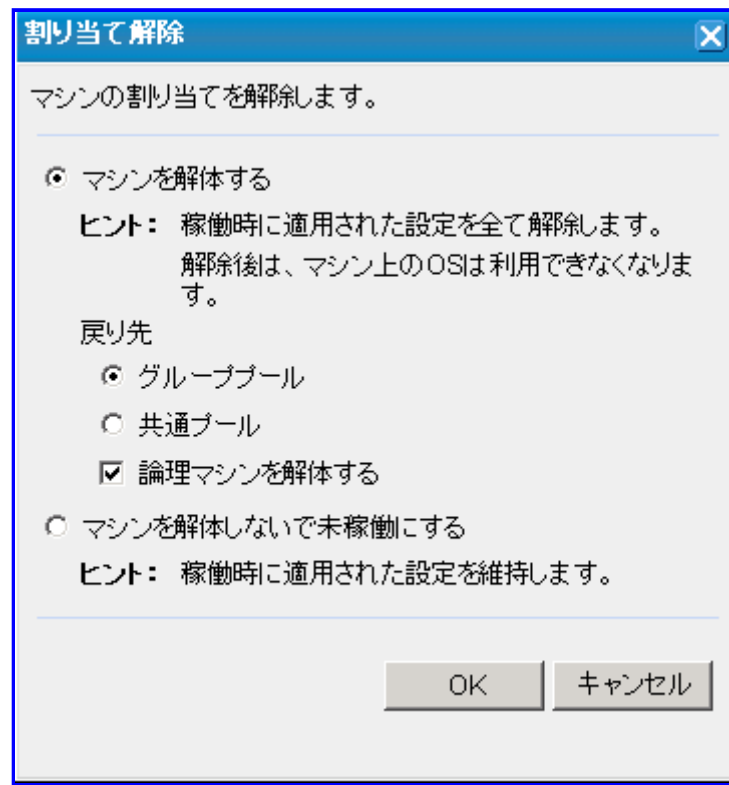 割り当て解除
マシンの割り当てを解除します。
マシンを解体する
ヒント： 稼働時に適用された設定を全て解除します。
解除後は、マシン上のOSは利用できなくなりま
す。
戻り先
グループプール
共通プール
論理マシンを解体する
マシンを解体しないで未稼働にする
ヒント： 稼働時に適用された設定を維持します。
OK キャンセル